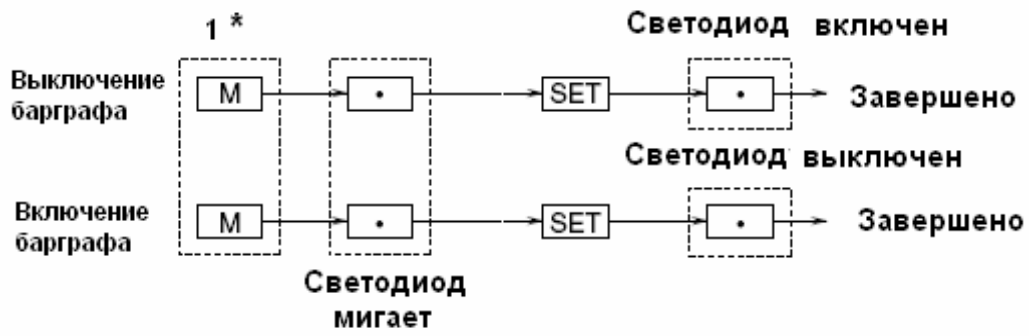 1 *
Светодиод включен
Выключение
барграфа
M • SET • Завершено
Светодиод выключен
Включение
барграфа
M • SET • Завершено
Светодиод
мигает